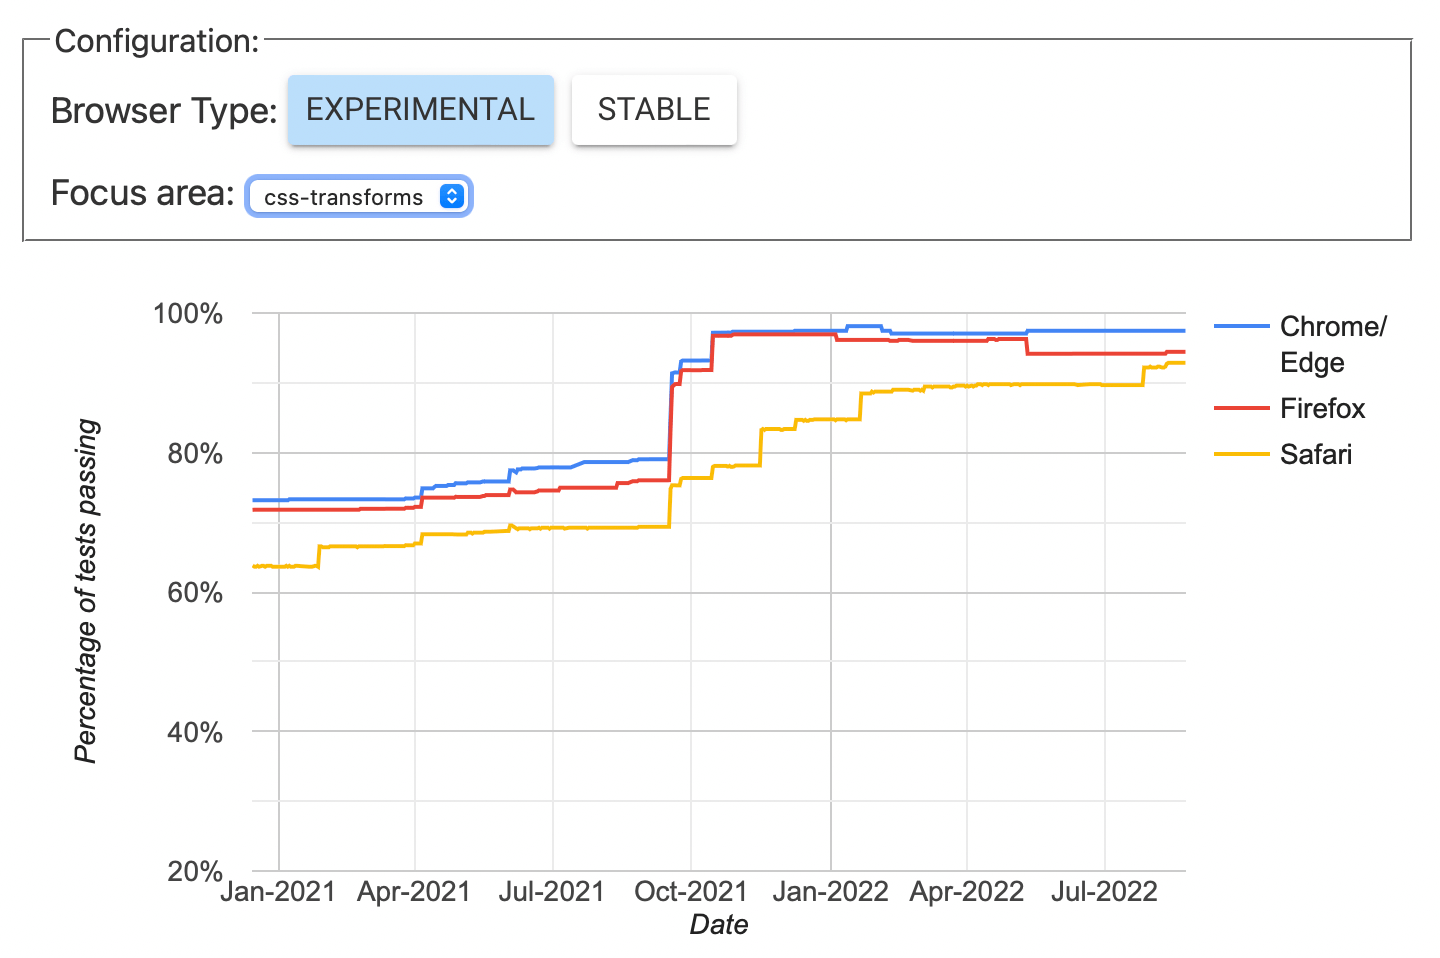 Configuration:
Browser Type: EXPERIMENTAL STABLE
Focus area: css-transforms
100%
80%
60%
40%
20%
Percentage of tests passing
Jan-2021 Apr-2021 Jul-2021 Oct-2021 Jan-2022 Apr-2022 Jul-2022
Date
Chrome/
Edge
Firefox
Safari